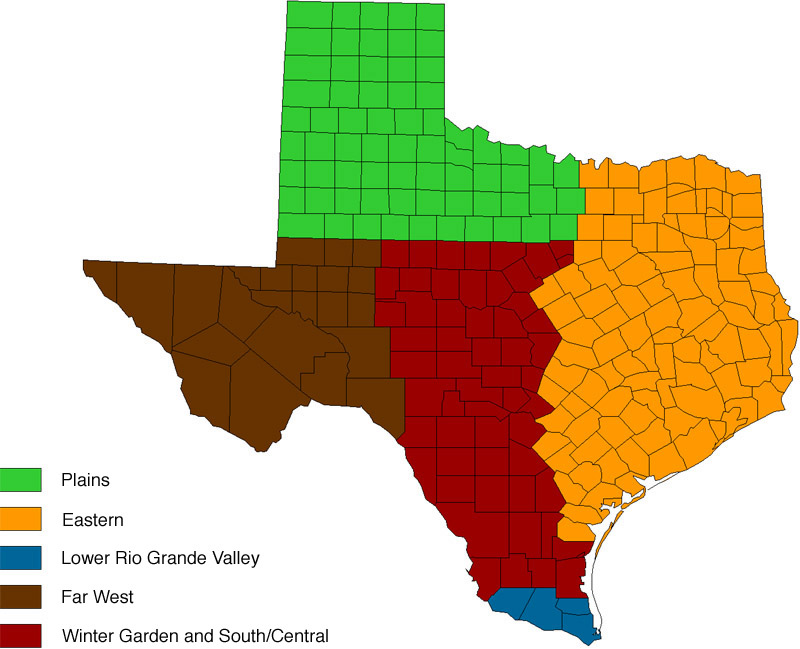 Plains
Eastern
Lower Rio Grande Valley
Far West
Winter Garden and South/Central